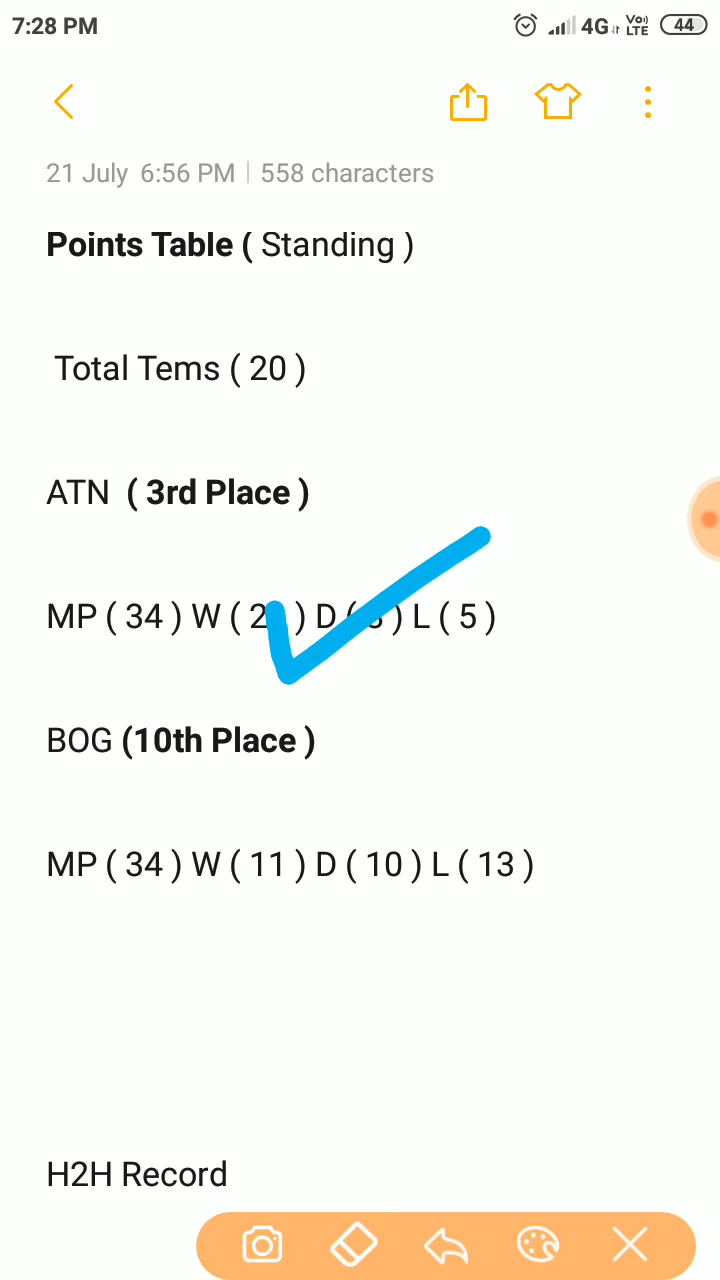 7:28 PM 4G VoLTE 44
21 July 6:56 PM | 558 characters
Points Table ( Standing )
Total Tems ( 20 )
ATN ( 3rd Place )
MP ( 34 ) W ( ) D ( ) L ( 5 )
BOG (10th Place )
MP ( 34 ) W ( 11 ) D ( 10 ) L ( 13 )
H2H Record